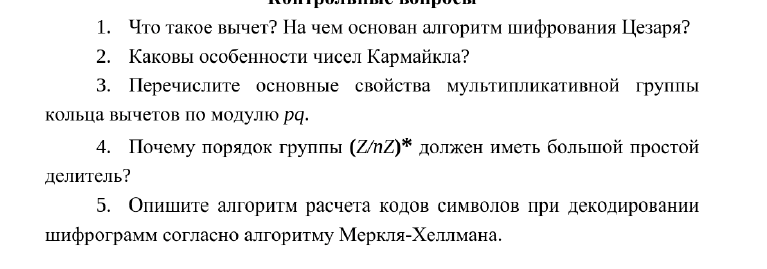 Контрольные вопросы
1. Что такое вычет? На чем основан алгоритм шифрования Цезаря?
2. Каковы особенности чисел Кармайкла?
3. Перечислите основные свойства мультипликативной группы
кольца вычетов по модулю pq.
4. Почему порядок группы (Z/nZ)* должен иметь большой простой
делитель?
5. Опишите алгоритм расчета кодов символов при декодировании
шифрограмм согласно алгоритму Меркля-Хеллмана.